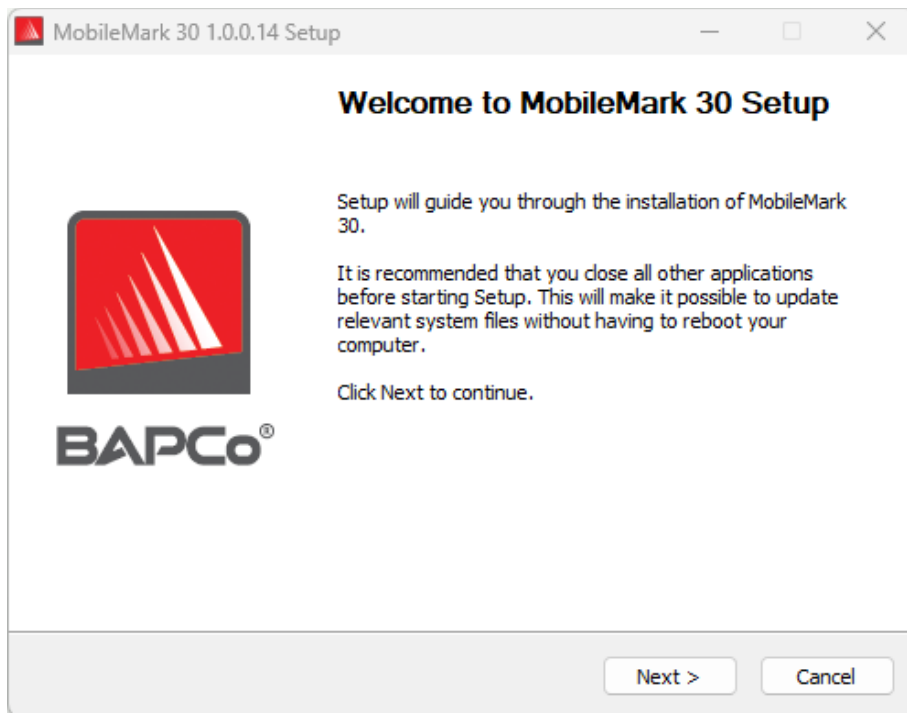 MobileMark 30 1.0.0.14 Setup
Welcome to MobileMark 30 Setup
Setup will guide you through the installation of MobileMark
30.
It is recommended that you close all other applications
before starting Setup. This will make it possible to update
relevant system files without having to reboot your
computer.
Click Next to continue.
BAPCo®
Next >
Cancel